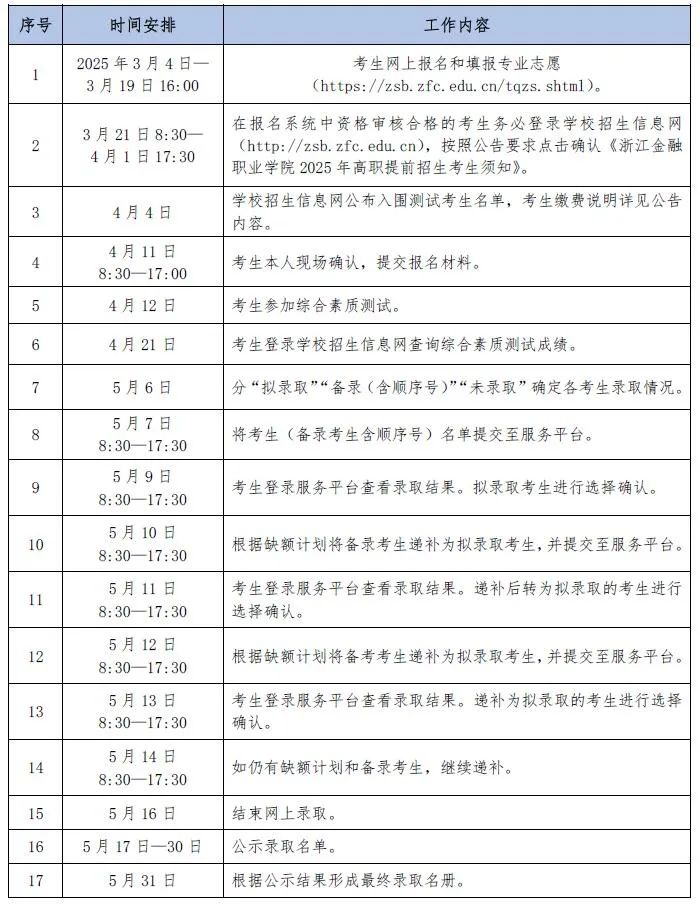 序号 时间安排 工作内容
1
2025 年 3 月 4 日—
3 月 19 日 16:00
考生网上报名和填报专业志愿
（https://zsb.zfc.edu.cn/tqzs.shtml）。
2
3 月 21 日 8:30—
4 月 1 日 17:30
在报名系统中资格审核合格的考生务必登录学校招生信息网
（http://zsb.zfc.edu.cn），按照公告要求点击确认《浙江金融
职业学院 2025 年高职提前招生考生须知》。
3
4 月 4 日
学校招生信息网公布入围测试考生名单，考生缴费说明详见公告
内容。
4
4 月 11 日
8:30—17:00
考生本人现场确认，提交报名材料。
5
4 月 12 日
考生参加综合素质测试。
6
4 月 21 日
考生登录学校招生信息网查询综合素质测试成绩。
7
5 月 6 日
分“拟录取”“备录（含顺序号）”“未录取”确定各考生录取情况。
8
5 月 7 日
8:30—17:30
将考生（备录考生含顺序号）名单提交至服务平台。
9
5 月 9 日
8:30—17:30
考生登录服务平台查看录取结果。拟录取考生进行选择确认。
10
5 月 10 日
8:30—17:30
根据缺额计划将备录考生递补为拟录取考生，并提交至服务平台。
11
5 月 11 日
8:30—17:30
考生登录服务平台查看录取结果。递补后转为拟录取的考生进行
选择确认。
12
5 月 12 日
8:30—17:30
根据缺额计划将备考考生递补为拟录取考生，并提交至服务平台。
13
5 月 13 日
8:30—17:30
考生登录服务平台查看录取结果。递补为拟录取的考生进行选择
确认。
14
5 月 14 日
8:30—17:30
如仍有缺额计划和备录考生，继续递补。
15
5 月 16 日
结束网上录取。
16
5 月 17 日—30 日
公示录取名单。
17
5 月 31 日
根据公示结果形成最终录取名册。